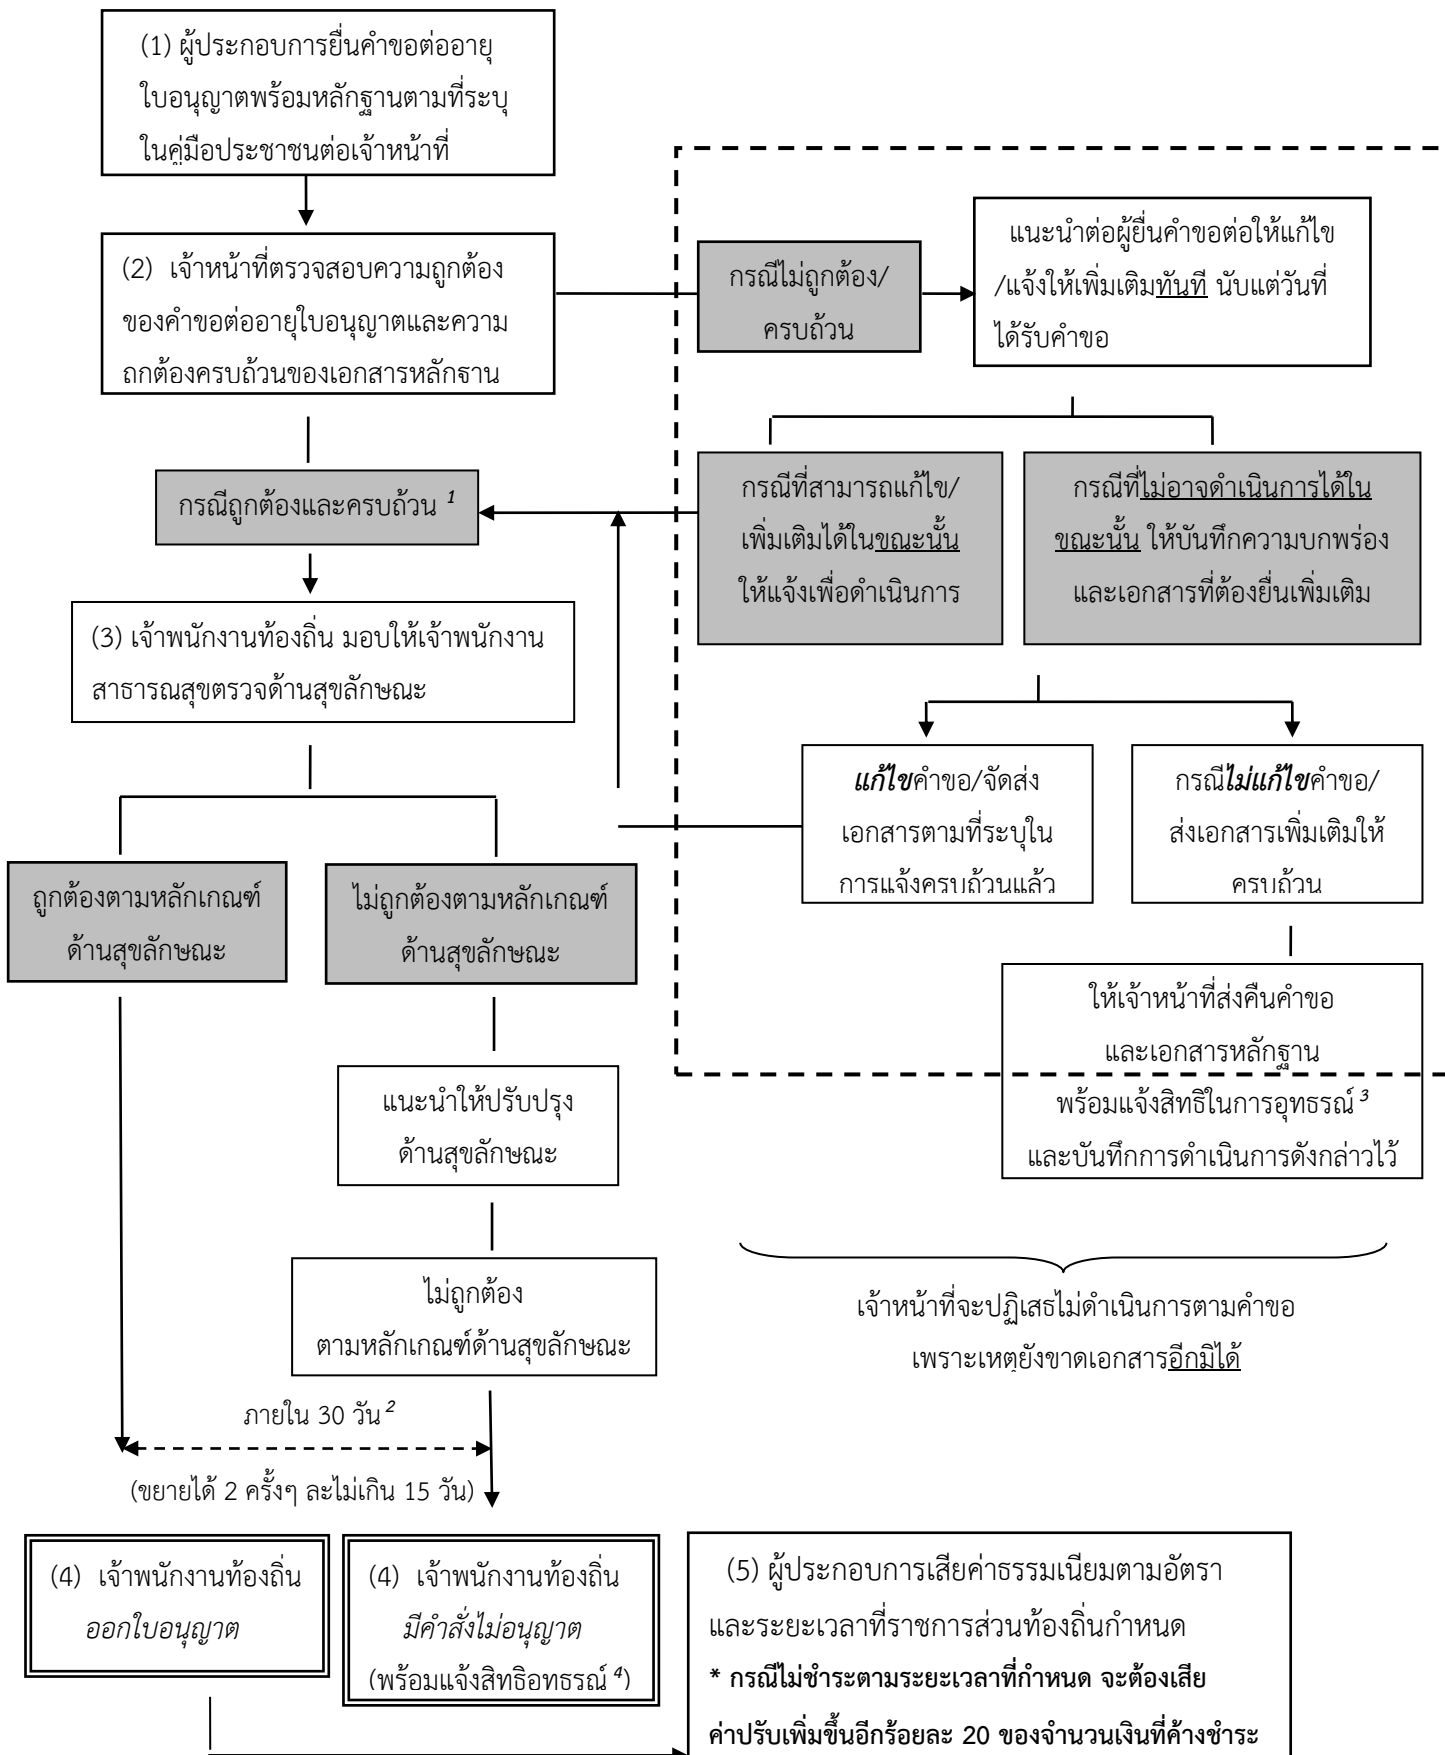 (1) ผู้ประกอบการยื่นคำขอต่ออายุ
ใบอนุญาตพร้อมหลักฐานตามที่ระบุ
ในคู่มือประชาชนต่อเจ้าหน้าที่
(2) เจ้าหน้าที่ตรวจสอบความถูกต้อง
ของคำขอต่ออายุใบอนุญาตและความ
ถูกต้องครบถ้วนของเอกสารหลักฐาน
กรณีไม่ถูกต้อง/
ครบถ้วน
แนะนำต่อผู้ยื่นคำขอต่อให้แก้ไข
/แจ้งให้เพิ่มเติมทันที นับแต่วันที่
ได้รับคำขอ
กรณีถูกต้องและครบถ้วน 1
กรณีที่สามารถแก้ไข/
เพิ่มเติมได้ในขณะนั้น
ให้แจ้งเพื่อดำเนินการ
กรณีที่ไม่อาจดำเนินการได้ใน
ขณะนั้น ให้บันทึกความบกพร่อง
และเอกสารที่ต้องยื่นเพิ่มเติม
(3) เจ้าพนักงานท้องถิ่น มอบให้เจ้าพนักงาน
สาธารณสุขตรวจด้านสุขลักษณะ
แก้ไขคำขอ/จัดส่ง
เอกสารตามที่ระบุใน
การแจ้งครบถ้วนแล้ว
กรณีไม่แก้ไขคำขอ/
ส่งเอกสารเพิ่มเติมให้
ครบถ้วน
ถูกต้องตามหลักเกณฑ์
ด้านสุขลักษณะ
ไม่ถูกต้องตามหลักเกณฑ์
ด้านสุขลักษณะ
ให้เจ้าหน้าที่ส่งคืนคำขอ
และเอกสารหลักฐาน
พร้อมแจ้งสิทธิในการอุทธรณ์ 3
และบันทึกการดำเนินการดังกล่าวไว้
แนะนำให้ปรับปรุง
ด้านสุขลักษณะ
ไม่ถูกต้อง
ตามหลักเกณฑ์ด้านสุขลักษณะ
เจ้าหน้าที่จะปฏิเสธไม่ดำเนินการตามคำขอ
เพราะเหตุยังขาดเอกสารอีกมิได้
ภายใน 30 วัน 2
(ขยายได้ 2 ครั้งๆ ละไม่เกิน 15 วัน)
(4) เจ้าพนักงานท้องถิ่น
ออกใบอนุญาต
(4) เจ้าพนักงานท้องถิ่น
มีคำสั่งไม่อนุญาต
(พร้อมแจ้งสิทธิอุทธรณ์ 4)
(5) ผู้ประกอบการเสียค่าธรรมเนียมตามอัตรา
และระยะเวลาที่ราชการส่วนท้องถิ่นกำหนด
* กรณีไม่ชำระตามระยะเวลาที่กำหนด จะต้องเสีย
ค่าปรับเพิ่มขึ้นอีกร้อยละ 20 ของจำนวนเงินที่ค้างชำระ